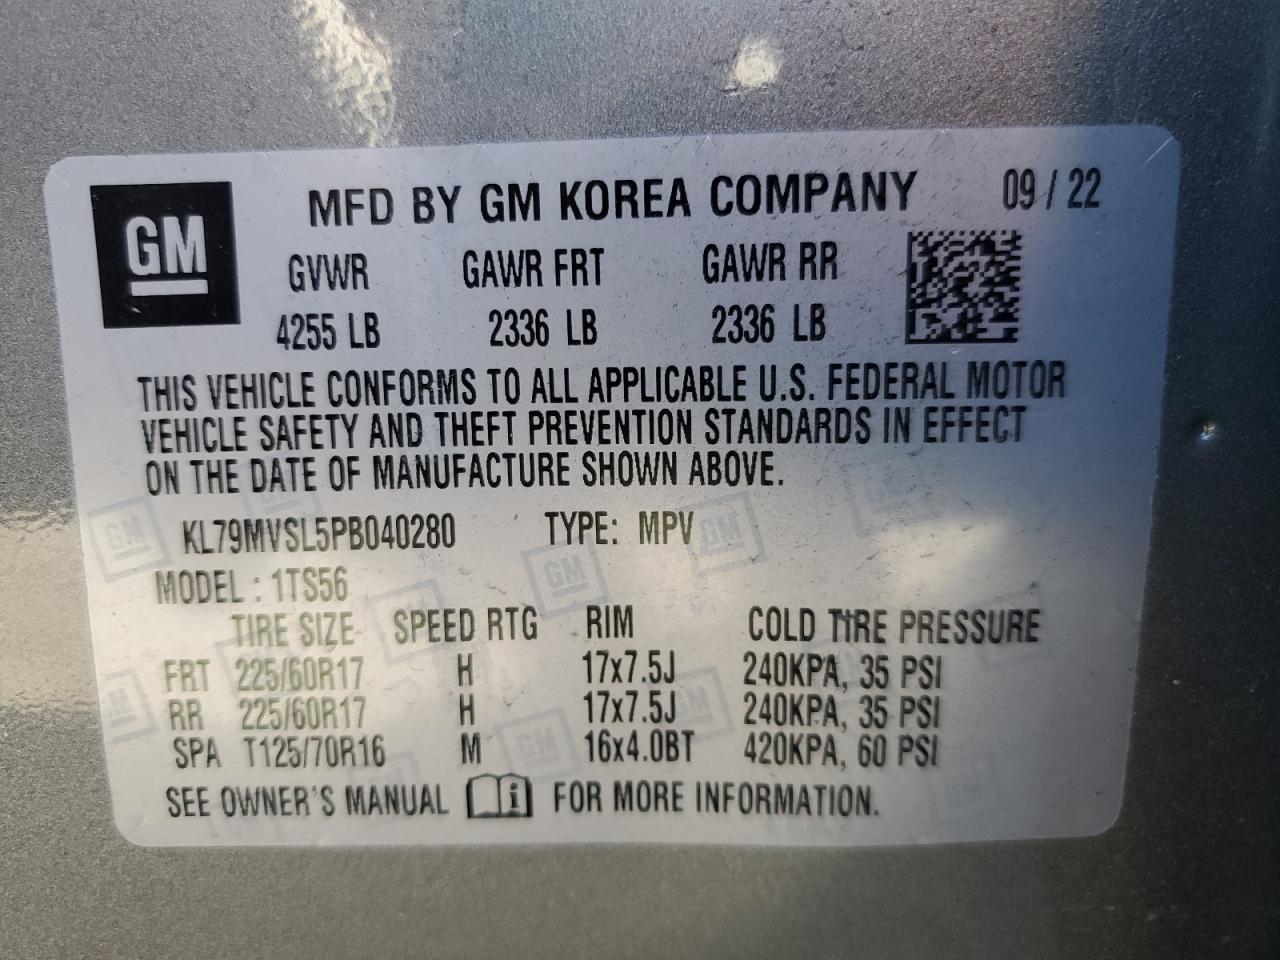 GM MFD BY GM KOREA COMPANY 09 / 22
GVWR GAWR FRT GAWR RR
4255 LB 2336 LB 2336 LB
THIS VEHICLE CONFORMS TO ALL APPLICABLE U.S. FEDERAL MOTOR
VEHICLE SAFETY AND THEFT PREVENTION STANDARDS IN EFFECT
ON THE DATE OF MANUFACTURE SHOWN ABOVE.
KL79MVSL5PB040280 TYPE: MPV
MODEL : 1TS56
TIRE SIZE SPEED RTG RIM COLD TIRE PRESSURE
FRT 225/60R17 H 17x7.5J 240KPA, 35 PSI
RR 225/60R17 H 17x7.5J 240KPA, 35 PSI
SPA T125/70R16 M 16x4.0BT 420KPA, 60 PSI
SEE OWNER'S MANUAL i FOR MORE INFORMATION.